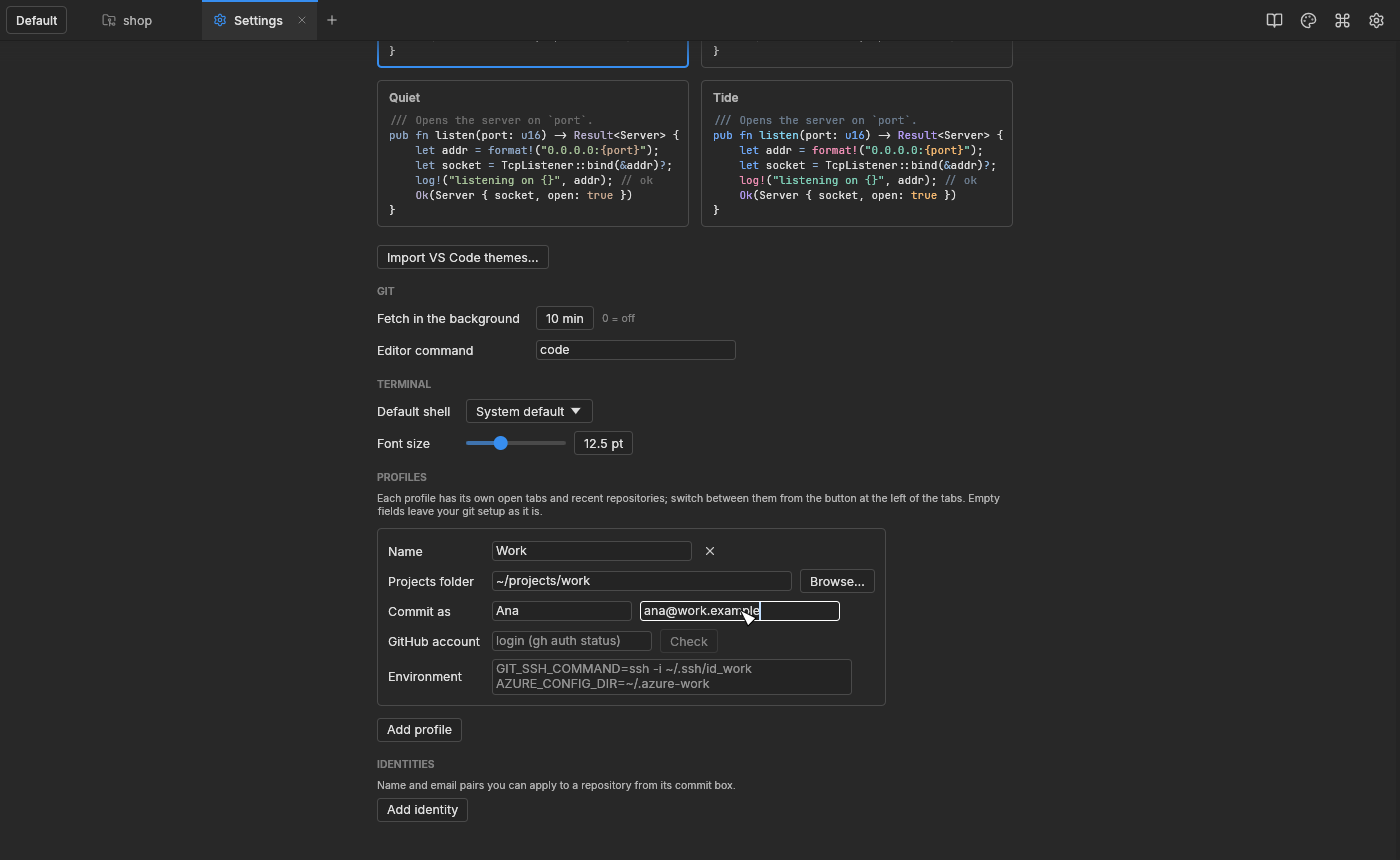 Default
shop
Settings
}
}
Quiet
/// Opens the server on `port`.
pub fn listen(port: u16) -> Result<Server> {
let addr = format!("0.0.0.0:{port}");
let socket = TcpListener::bind(&addr)?;
log!("listening on {}", addr); // ok
Ok(Server { socket, open: true })
}
Tide
/// Opens the server on `port`.
pub fn listen(port: u16) -> Result<Server> {
let addr = format!("0.0.0.0:{port}");
let socket = TcpListener::bind(&addr)?;
log!("listening on {}", addr); // ok
Ok(Server { socket, open: true })
}
Import VS Code themes...
GIT
Fetch in the background 10 min 0 = off
Editor command code
TERMINAL
Default shell System default
Font size 12.5 pt
PROFILES
Each profile has its own open tabs and recent repositories; switch between them from the button at the left of the tabs. Empty
fields leave your git setup as it is.
Name Work
Projects folder ~/projects/work Browse...
Commit as Ana ana@work.example
GitHub account login (gh auth status) Check
Environment GIT_SSH_COMMAND=ssh -i ~/.ssh/id_work
AZURE_CONFIG_DIR=~/.azure-work
Add profile
IDENTITIES
Name and email pairs you can apply to a repository from its commit box.
Add identity